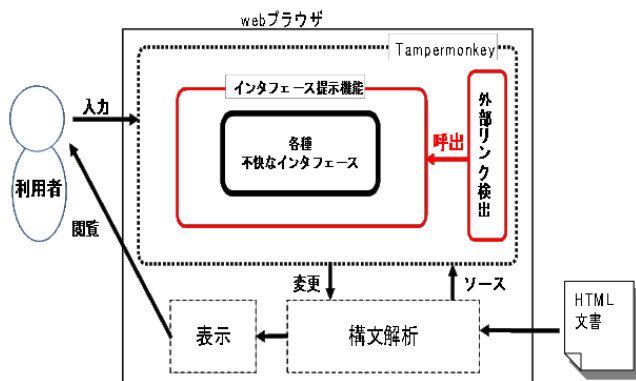 webブラウザ
Tampermonkey
インタフェース提示機能
各種
不快なインタフェース
外部リンク検出
呼出
入力
利用者
閲覧
変更
ソース
表示
構文解析
HTML
文書